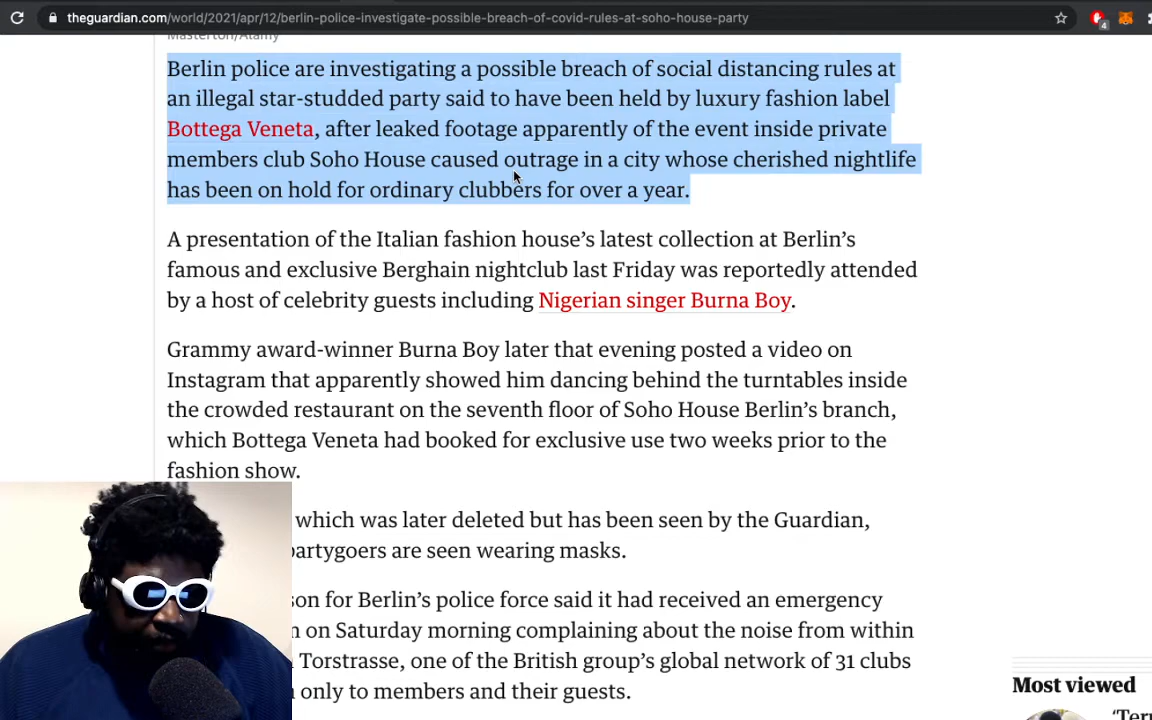 theguardian.com/world/2021/apr/12/berlin-police-investigate-possible-breach-of-covid-rules-at-soho-house-party
4
Masterton/Alamy
Berlin police are investigating a possible breach of social distancing rules at
an illegal star-studded party said to have been held by luxury fashion label
Bottega Veneta, after leaked footage apparently of the event inside private
members club Soho House caused outrage in a city whose cherished nightlife
has been on hold for ordinary clubbers for over a year.
A presentation of the Italian fashion house’s latest collection at Berlin’s
famous and exclusive Berghain nightclub last Friday was reportedly attended
by a host of celebrity guests including Nigerian singer Burna Boy.
Grammy award-winner Burna Boy later that evening posted a video on
Instagram that apparently showed him dancing behind the turntables inside
the crowded restaurant on the seventh floor of Soho House Berlin’s branch,
which Bottega Veneta had booked for exclusive use two weeks prior to the
fashion show.
which was later deleted but has been seen by the Guardian,
partygoers are seen wearing masks.
son for Berlin’s police force said it had received an emergency
on Saturday morning complaining about the noise from within
Torstrasse, one of the British group’s global network of 31 clubs
only to members and their guests.
Most viewed